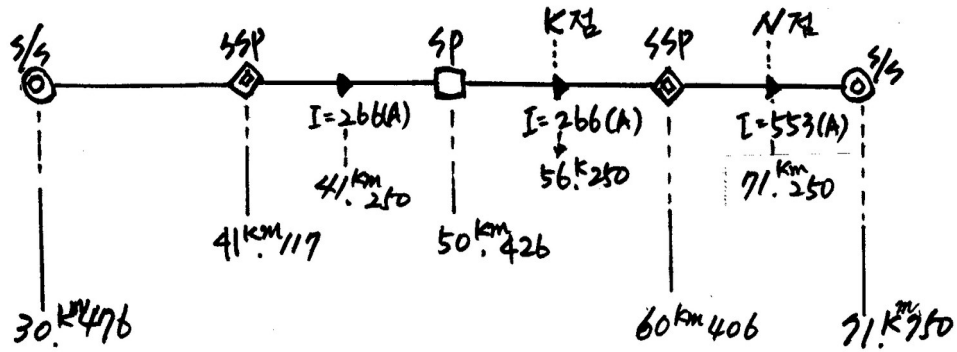 K점 N점
S/S SSP SP SSP S/S
I=266(A) I=266(A) I=553(A)
41.km250 56.K250 71.km250
41km.117 50km.426
30.km476 60km406 71.km950